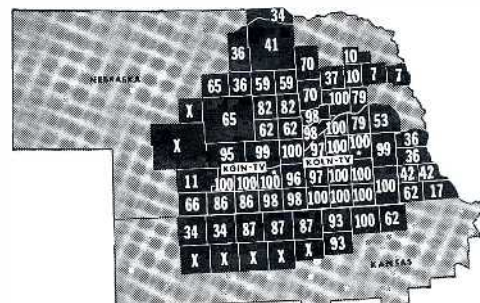 34
36 41
70 10
65 36 59 59 70 37 10 7 7
NEBRASKA
X 65 82 82 100 79
98
62 62 98 100 79 53
X 95 99 100 97 100 100 99 36
KGIN-TV KOLN-TV 36
11 100 100 100 96 97 100 100 100 42 42
66 86 86 98 98 100 100 100 62 17
34 34 87 87 87 93 100 62
X X X X X 93
KANSAS